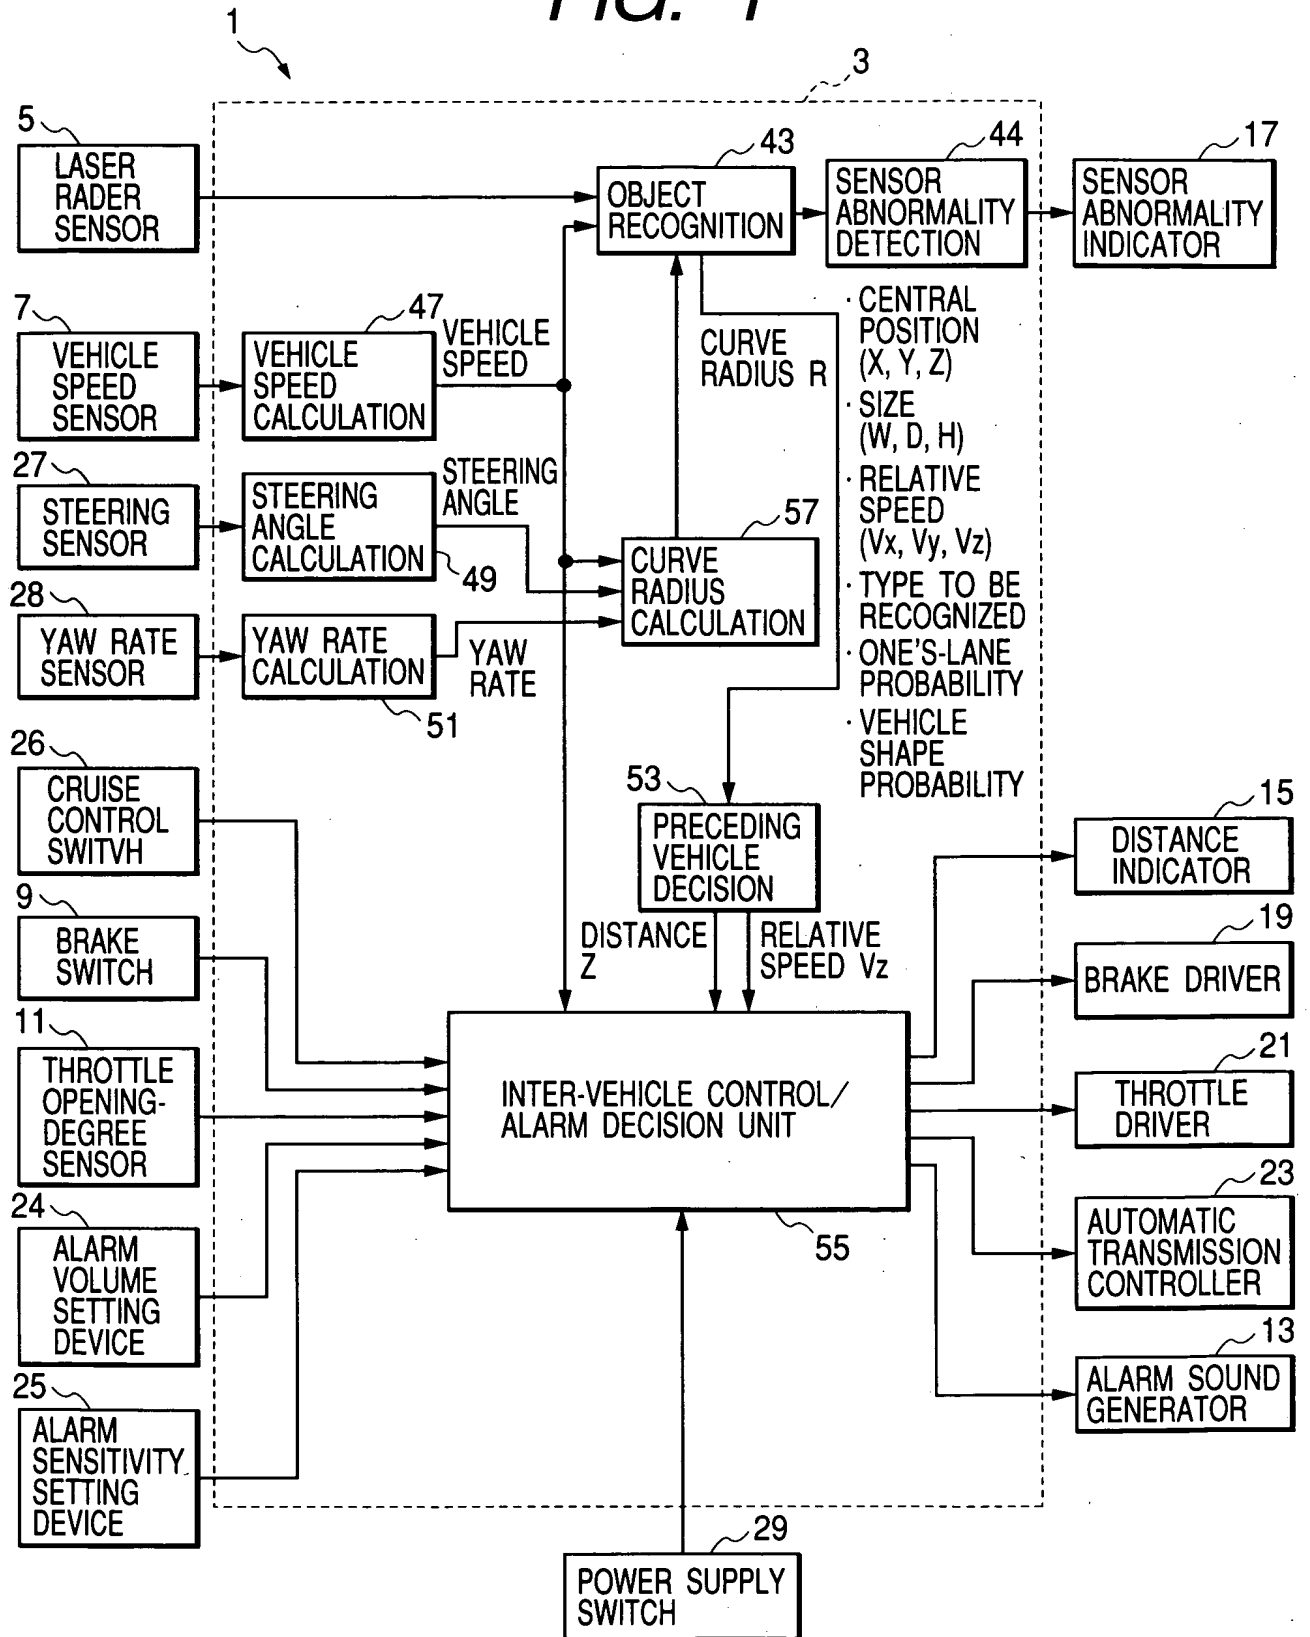 FIG. 1
1
3
5
LASER
RADER
SENSOR
43
OBJECT
RECOGNITION
44
SENSOR
ABNORMALITY
DETECTION
17
SENSOR
ABNORMALITY
INDICATOR
7
VEHICLE
SPEED
SENSOR
47
VEHICLE
SPEED
CALCULATION
VEHICLE
SPEED
CURVE
RADIUS R
· CENTRAL
POSITION
(X, Y, Z)
· SIZE
(W, D, H)
· RELATIVE
SPEED
(Vx, Vy, Vz)
· TYPE TO BE
RECOGNIZED
· ONE'S-LANE
PROBABILITY
· VEHICLE
SHAPE
PROBABILITY
27
STEERING
SENSOR
STEERING
ANGLE
CALCULATION
49
STEERING
ANGLE
57
CURVE
RADIUS
CALCULATION
28
YAW RATE
SENSOR
YAW RATE
CALCULATION
51
YAW
RATE
26
CRUISE
CONTROL
SWITVH
53
PRECEDING
VEHICLE
DECISION
15
DISTANCE
INDICATOR
9
BRAKE
SWITCH
DISTANCE
Z
RELATIVE
SPEED Vz
19
BRAKE DRIVER
11
THROTTLE
OPENING-
DEGREE
SENSOR
INTER-VEHICLE CONTROL/
ALARM DECISION UNIT
55
21
THROTTLE
DRIVER
24
ALARM
VOLUME
SETTING
DEVICE
23
AUTOMATIC
TRANSMISSION
CONTROLLER
25
ALARM
SENSITIVITY
SETTING
DEVICE
13
ALARM SOUND
GENERATOR
29
POWER SUPPLY
SWITCH